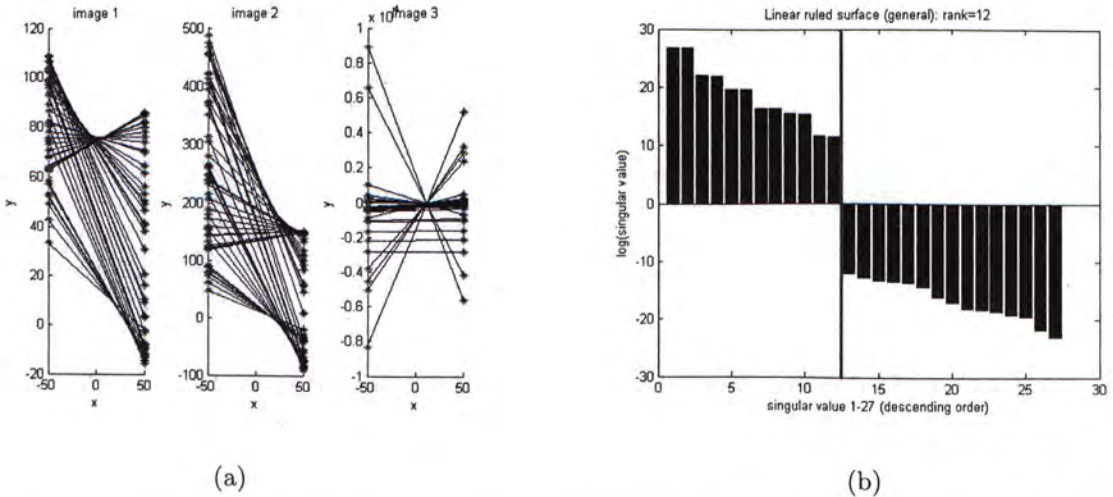 image 1
120
100
80
60
40
20
0
-20
y
-50 0 50
x
image 2
500
400
300
200
100
0
-100
y
-50 0 50
x
image 3
1
0.8
0.6
0.4
0.2
0
-0.2
-0.4
-0.6
-0.8
-1
y
-50 0 50
x
(a)
Linear ruled surface (general): rank=12
30
20
10
0
-10
-20
-30
log(singular value)
0 5 10 15 20 25 30
singular value 1-27 (descending order)
(b)